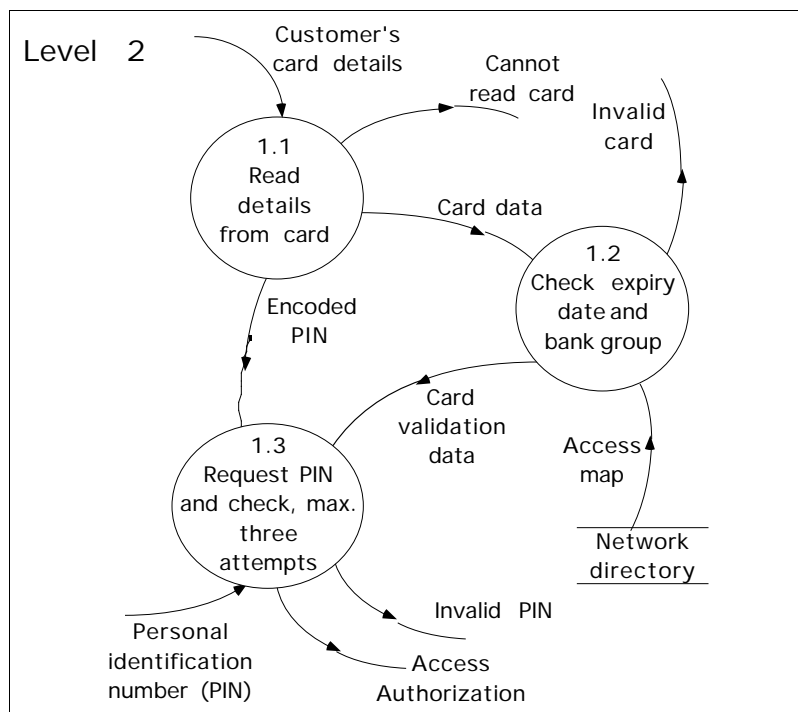 Level 2
Customer's
card details
Cannot
read card
Invalid
card
1.1
Read
details
from card
Card data
1.2
Check expiry
date and
bank group
Encoded
PIN
Card
validation
data
Access
map
1.3
Request PIN
and check, max.
three
attempts
Network
directory
Invalid PIN
Personal
identification
number (PIN)
Access
Authorization